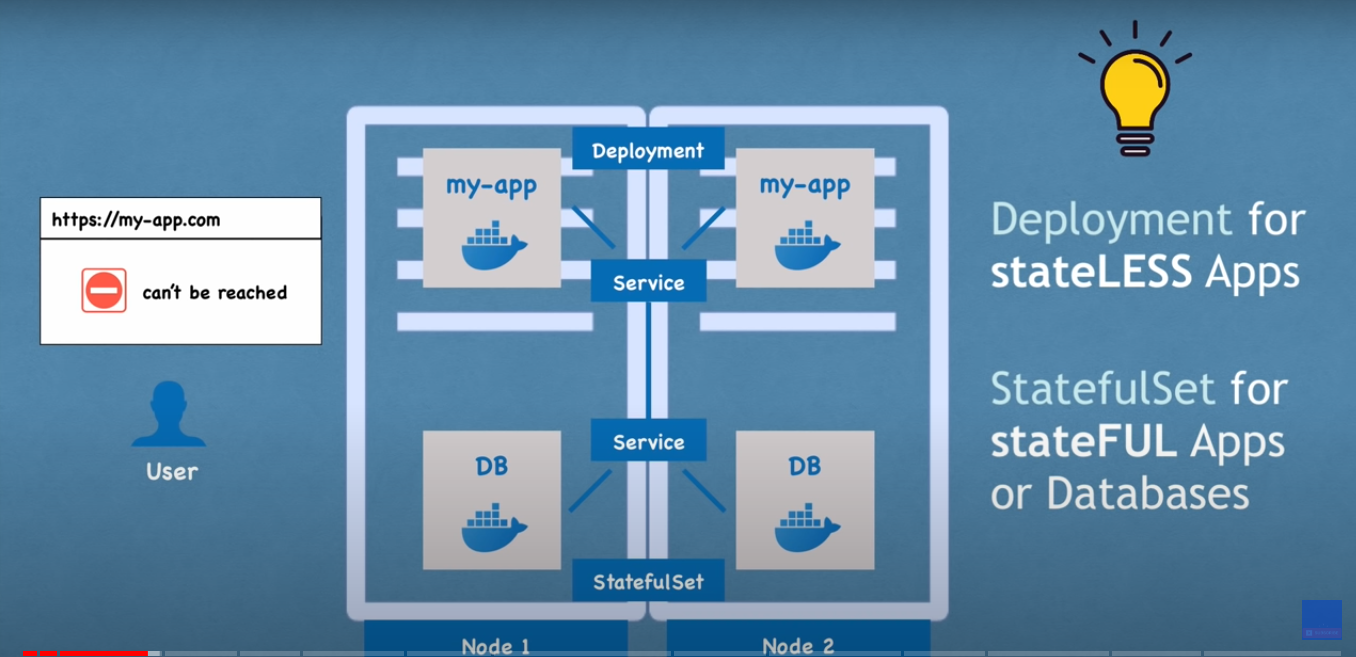 https://my-app.com
can't be reached
User
Deployment
my-app
my-app
Service
Service
DB
DB
StatefulSet
Node 1
Node 2
Deployment for
stateLESS Apps
StatefulSet for
stateFUL Apps
or Databases